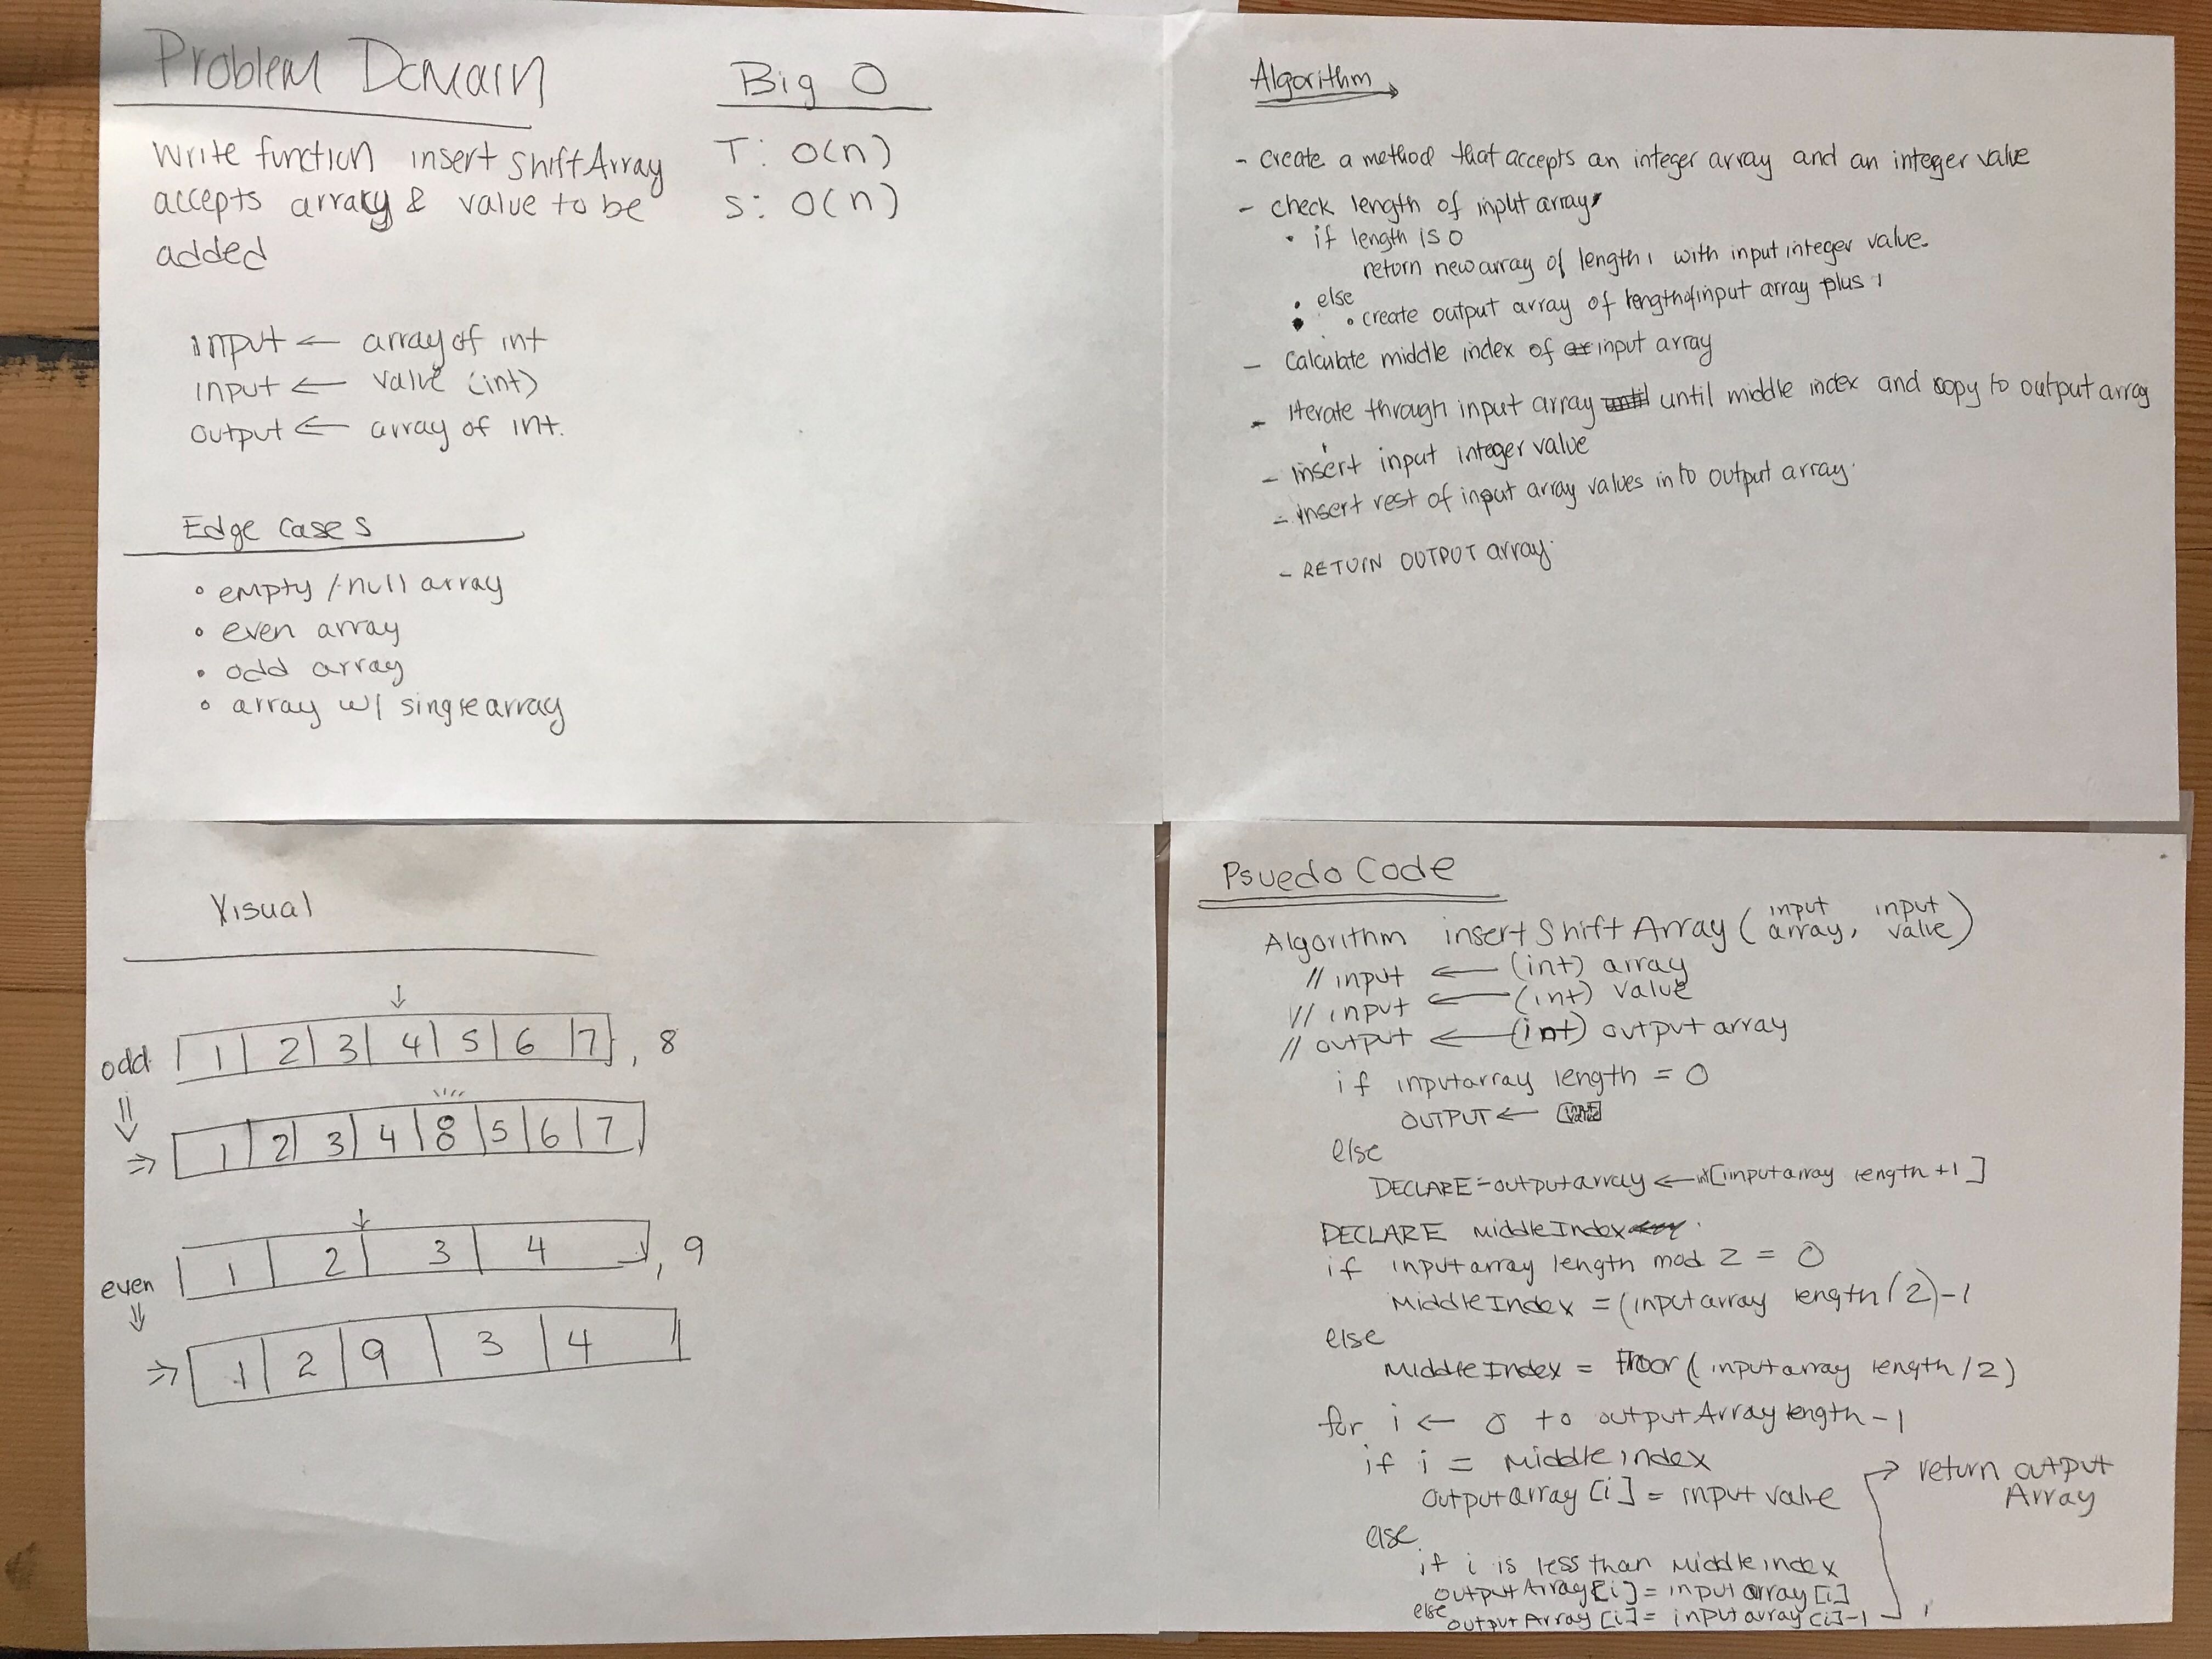 Problem Domain
Write function insert Shift Array
accepts array & value to be
added
input ← array of int
input ← value (int)
output ← array of int.
Edge Cases
• empty / null array
• even array
• odd array
• array w/ single array
Big O
T: O(n)
S: O(n)
Algorithm
- create a method that accepts an integer array and an integer value
- check length of input array
• if length is 0
return new array of length 1 with input integer value.
• else
• create output array of length of input array plus 1
- Calculate middle index of input array
- Iterate through input array until middle index and copy to output array
- insert input integer value
- insert rest of input array values in to output array.
- RETURN OUTPUT array.
Visual
↓
odd 1 2 3 4 5 6 7 , 8
⇓
⇒ 1 2 3 4 8 5 6 7
↓
even 1 2 3 4 , 9
⇓
⇒ 1 2 9 3 4
Psuedo Code
Algorithm insert Shift Array ( input array, input value )
// input ← (int) array
// input ← (int) value
// output ← (int) output array
if inputarray length = 0
OUTPUT ←
else
DECLARE = outputarray ← int[inputarray length +1]
DECLARE middleIndex
if inputarray length mod 2 = 0
MiddleIndex = (inputarray length / 2) - 1
else
MiddleIndex = Floor ( inputarray length / 2 )
for i ← 0 to outputArray length - 1
if i = Middle index
Outputarray [i] = input value
else
if i is less than Middle index
outputArray [i] = input array [i]
else outputArray [i] = input array [i]-1
→ return output
Array